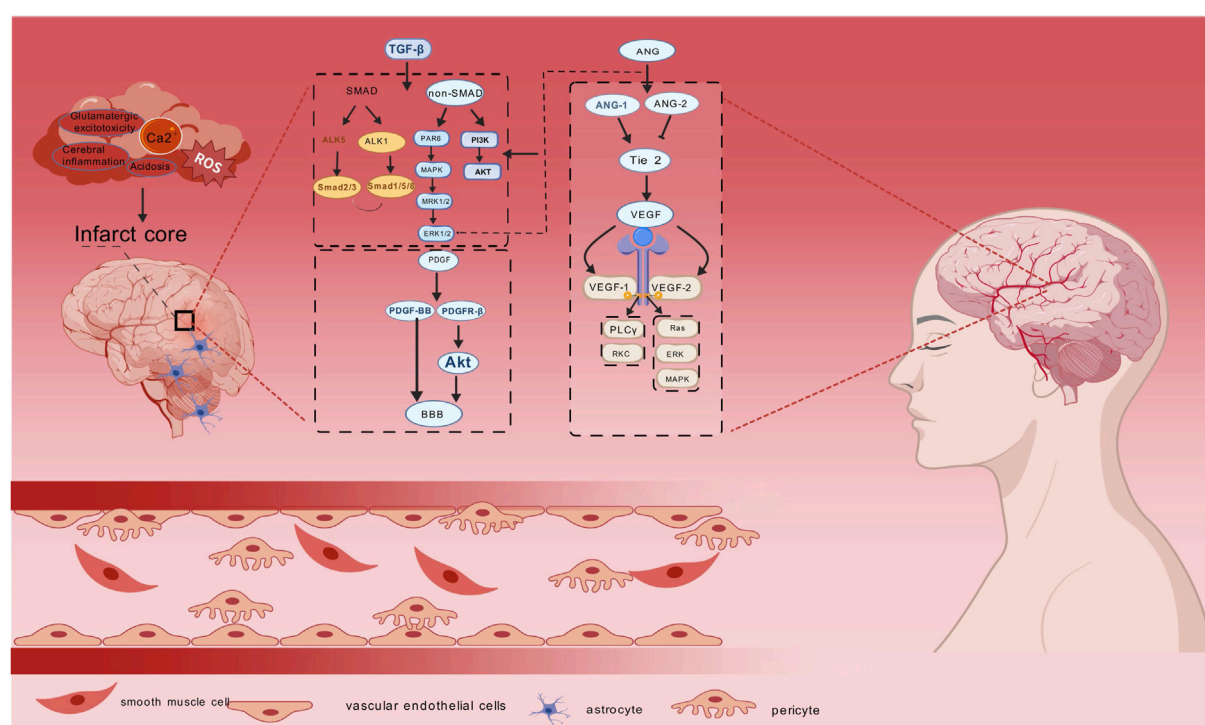 Glutamatergic
excitotoxicity
Ca2+
Cerebral
inflammation
Acidosis
ROS
Infarct core
TGF-β
SMAD
non-SMAD
ALK5
ALK1
PAR6
PI3K
MAPK
AKT
Smad2/3
Smad1/5/8
MRK1/2
ERK1/2
PDGF
PDGF-BB
PDGFR-β
Akt
BBB
ANG
ANG-1
ANG-2
Tie 2
VEGF
VEGF-1
VEGF-2
PLCγ
RKC
Ras
ERK
MAPK
smooth muscle cell
vascular endothelial cells
astrocyte
pericyte